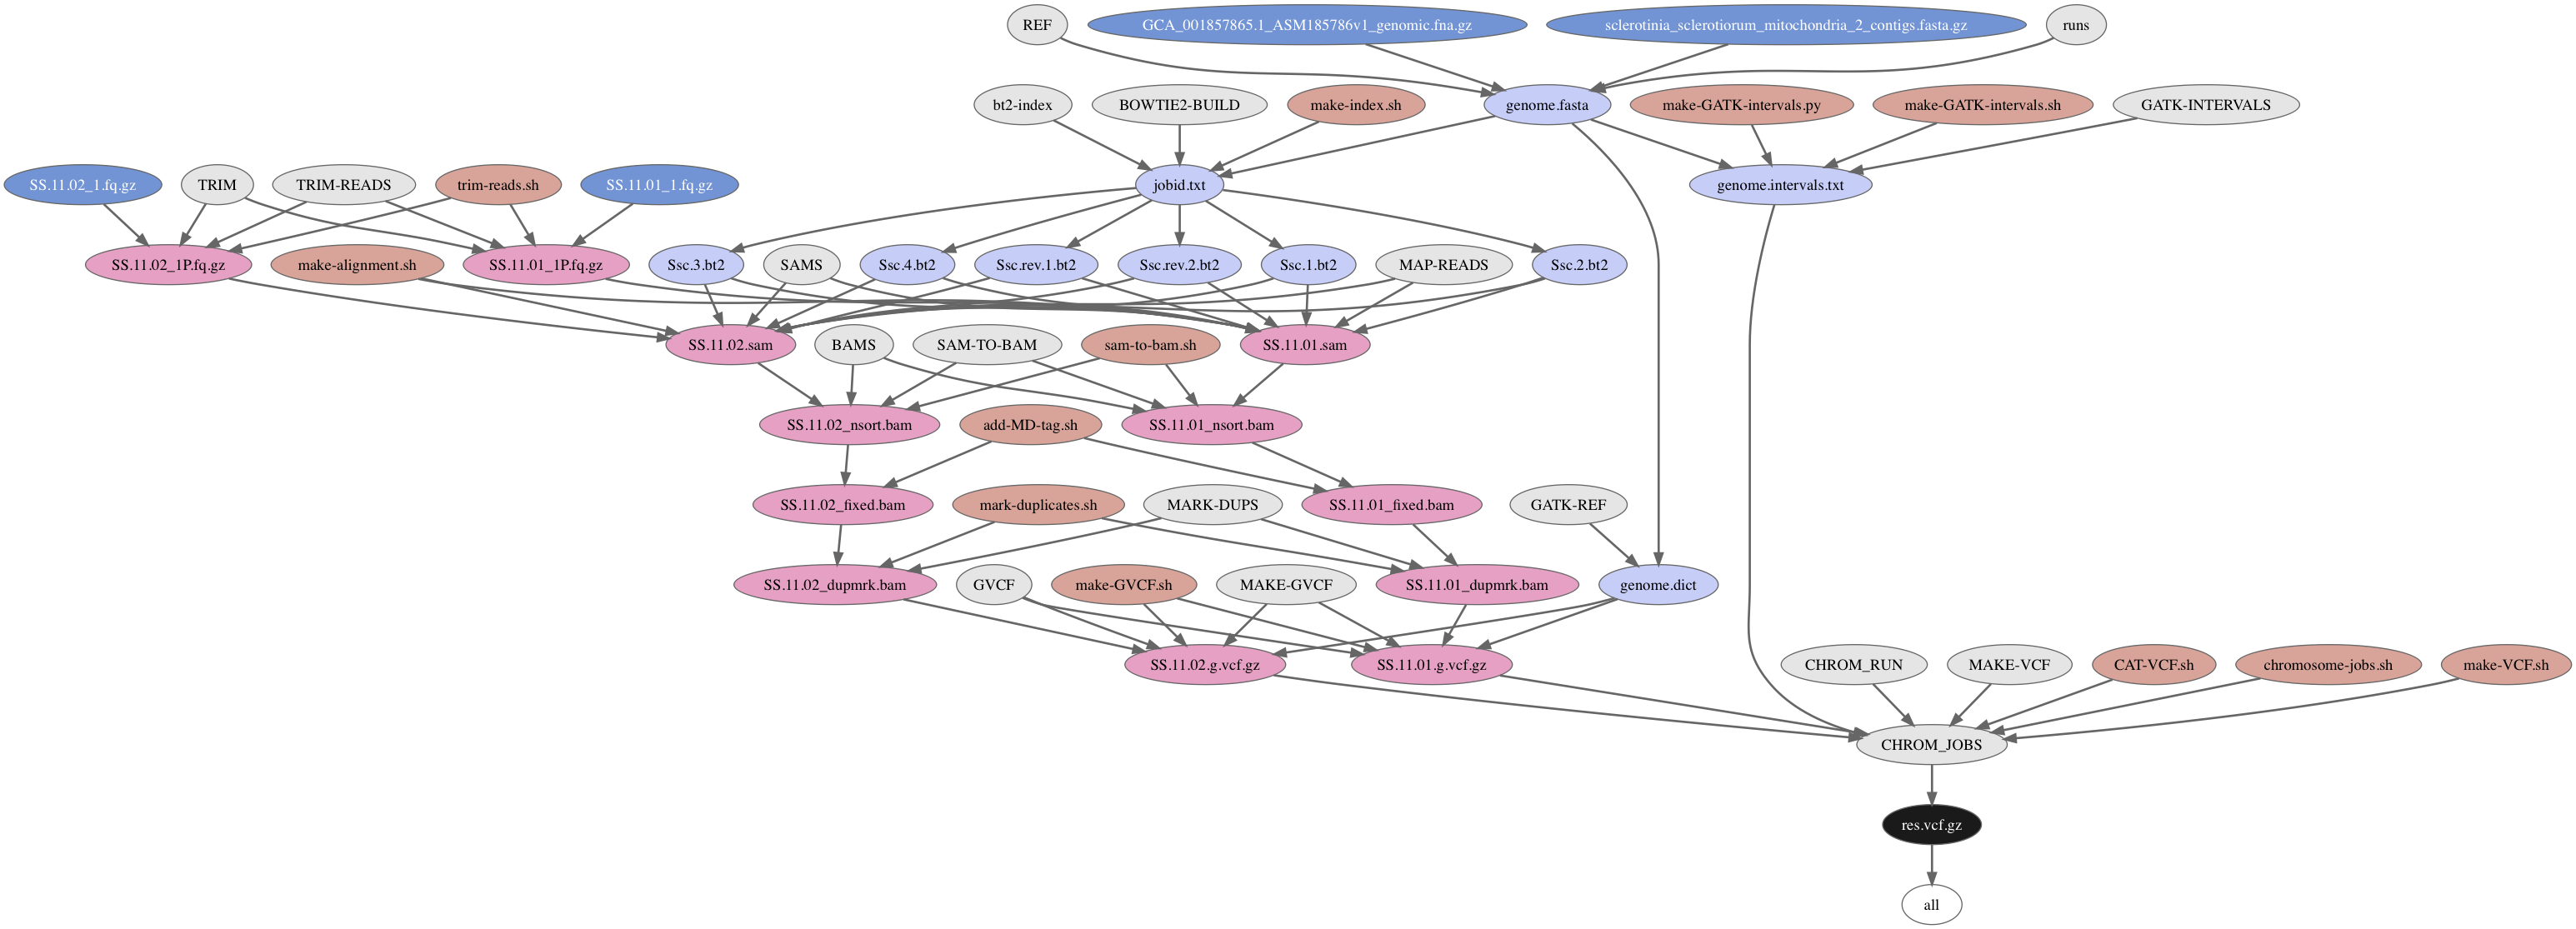 REF
GCA_001857865.1_ASM185786v1_genomic.fna.gz
sclerotinia_sclerotiorum_mitochondria_2_contigs.fasta.gz
runs
bt2-index
BOWTIE2-BUILD
make-index.sh
genome.fasta
make-GATK-intervals.py
make-GATK-intervals.sh
GATK-INTERVALS
SS.11.02_1.fq.gz
TRIM
TRIM-READS
trim-reads.sh
SS.11.01_1.fq.gz
jobid.txt
genome.intervals.txt
SS.11.02_1P.fq.gz
make-alignment.sh
SS.11.01_1P.fq.gz
Ssc.3.bt2
SAMS
Ssc.4.bt2
Ssc.rev.1.bt2
Ssc.rev.2.bt2
Ssc.1.bt2
MAP-READS
Ssc.2.bt2
SS.11.02.sam
BAMS
SAM-TO-BAM
sam-to-bam.sh
SS.11.01.sam
SS.11.02_nsort.bam
add-MD-tag.sh
SS.11.01_nsort.bam
SS.11.02_fixed.bam
mark-duplicates.sh
MARK-DUPS
SS.11.01_fixed.bam
GATK-REF
SS.11.02_dupmrk.bam
GVCF
make-GVCF.sh
MAKE-GVCF
SS.11.01_dupmrk.bam
genome.dict
SS.11.02.g.vcf.gz
SS.11.01.g.vcf.gz
CHROM_RUN
MAKE-VCF
CAT-VCF.sh
chromosome-jobs.sh
make-VCF.sh
CHROM_JOBS
res.vcf.gz
all